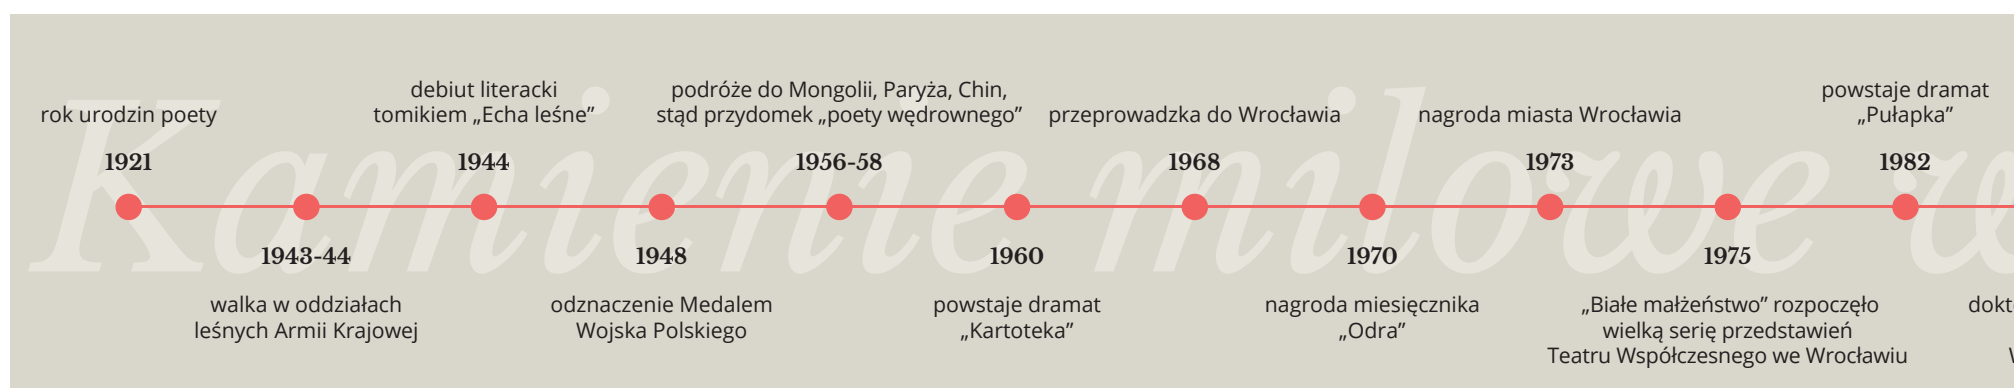 Kamienie milowe w
rok urodzin poety
1921
1943-44
walka w oddziałach
leśnych Armii Krajowej
debiut literacki
tomikiem „Echa leśne”
1944
1948
odznaczenie Medalem
Wojska Polskiego
podróże do Mongolii, Paryża, Chin,
stąd przydomek „poety wędrownego”
1956-58
1960
powstaje dramat
„Kartoteka”
przeprowadzka do Wrocławia
1968
1970
nagroda miesięcznika
„Odra”
nagroda miasta Wrocławia
1973
1975
„Białe małżeństwo” rozpoczęło
wielką serię przedstawień
Teatru Współczesnego we Wrocławiu
powstaje dramat
„Pułapka”
1982